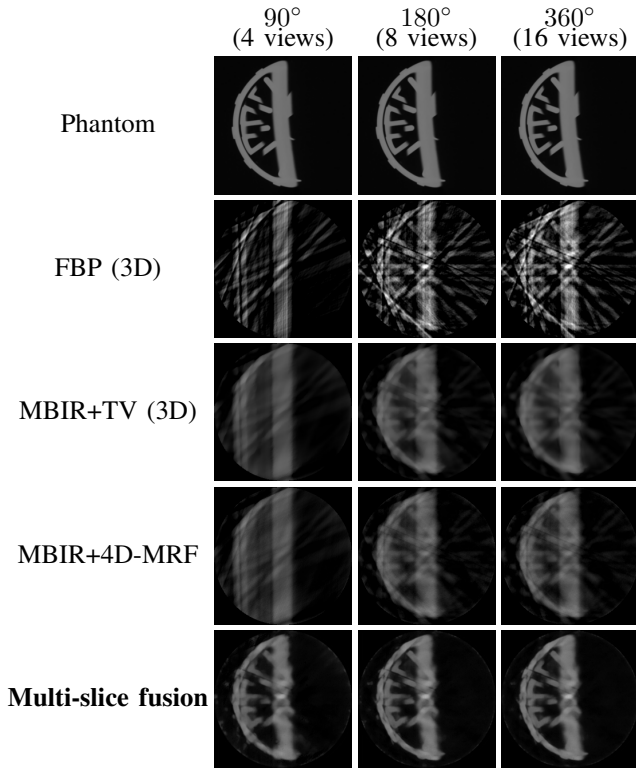 90° 180° 360°
(4 views) (8 views) (16 views)
Phantom
FBP (3D)
MBIR+TV (3D)
MBIR+4D-MRF
Multi-slice fusion